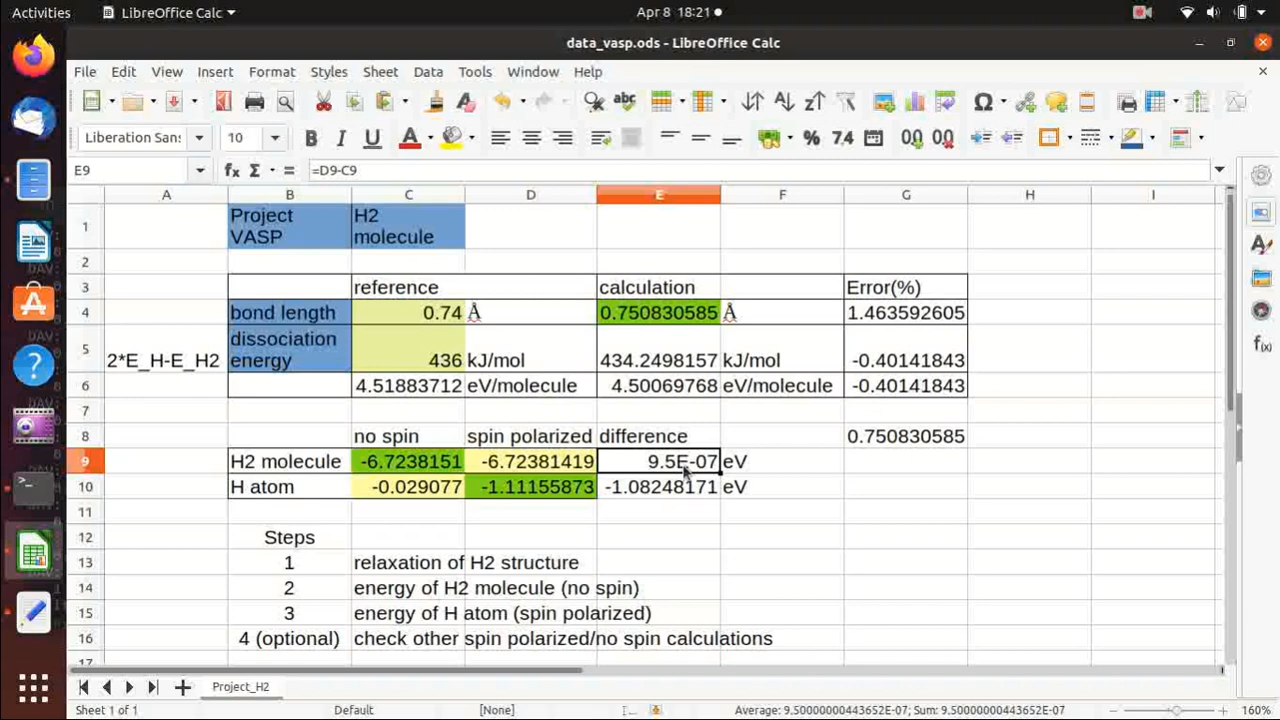 Activities LibreOffice Calc Apr 8 18:21
data_vasp.ods - LibreOffice Calc
File Edit View Insert Format Styles Sheet Data Tools Window Help
Liberation Sans 10
E9 =D9-C9
A B C D E F G H I
1 Project VASP H2 molecule
2
3 reference calculation Error(%)
4 bond length 0.74 Å 0.750830585 Å 1.463592605
5 2*E_H-E_H2 dissociation energy 436 kJ/mol 434.2498157 kJ/mol -0.40141843
6 4.51883712 eV/molecule 4.50069768 eV/molecule -0.40141843
7
8 no spin spin polarized difference 0.750830585
9 H2 molecule -6.7238151 -6.72381419 9.5E-07 eV
10 H atom -0.029077 -1.11155873 -1.08248171 eV
11
12 Steps
13 1 relaxation of H2 structure
14 2 energy of H2 molecule (no spin)
15 3 energy of H atom (spin polarized)
16 4 (optional) check other spin polarized/no spin calculations
17
Project_H2
Sheet 1 of 1 Default [None] Average: 9.50000000443652E-07; Sum: 9.50000000443652E-07 160%